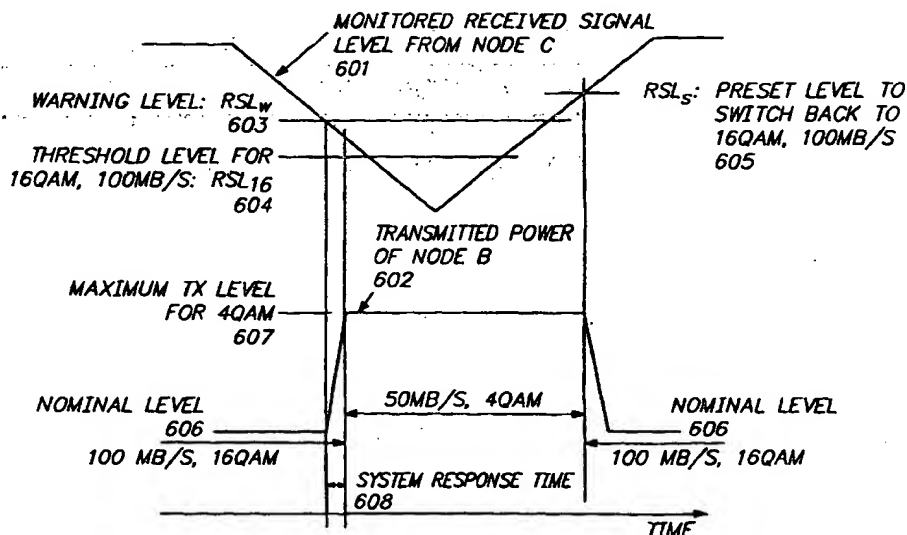 MONITORED RECEIVED SIGNAL
LEVEL FROM NODE C
601
WARNING LEVEL: RSLW
603
RSLS: PRESET LEVEL TO
SWITCH BACK TO
16QAM, 100MB/S
605
THRESHOLD LEVEL FOR
16QAM, 100MB/S: RSL16
604
TRANSMITTED POWER
OF NODE B
602
MAXIMUM TX LEVEL
FOR 4QAM
607
50MB/S, 4QAM
NOMINAL LEVEL
606
100 MB/S, 16QAM
NOMINAL LEVEL
606
100 MB/S, 16QAM
SYSTEM RESPONSE TIME
608
TIME